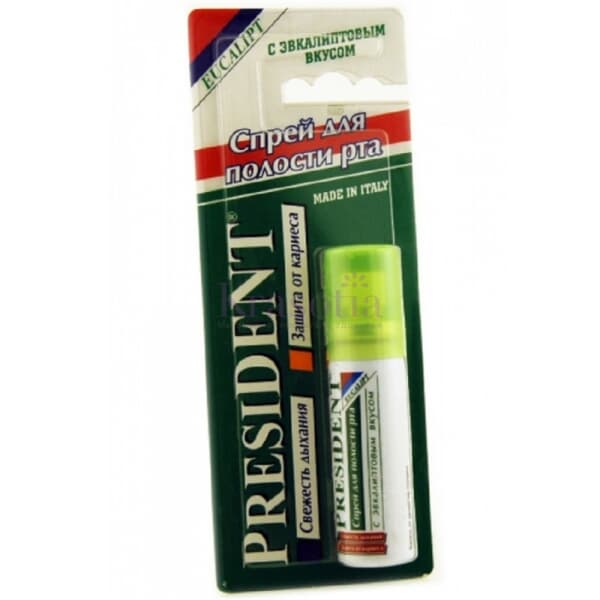 EUCALIPT
С ЭВКАЛИПТОВЫМ
ВКУСОМ
Спрей для
полости рта
MADE IN ITALY
PRESIDENT®
Защита от кариеса
Свежесть дыхания
Krasotia
EUCALIPT
PRESIDENT
Спрей для полости рта
С ЭВКАЛИПТОВЫМ ВКУСОМ